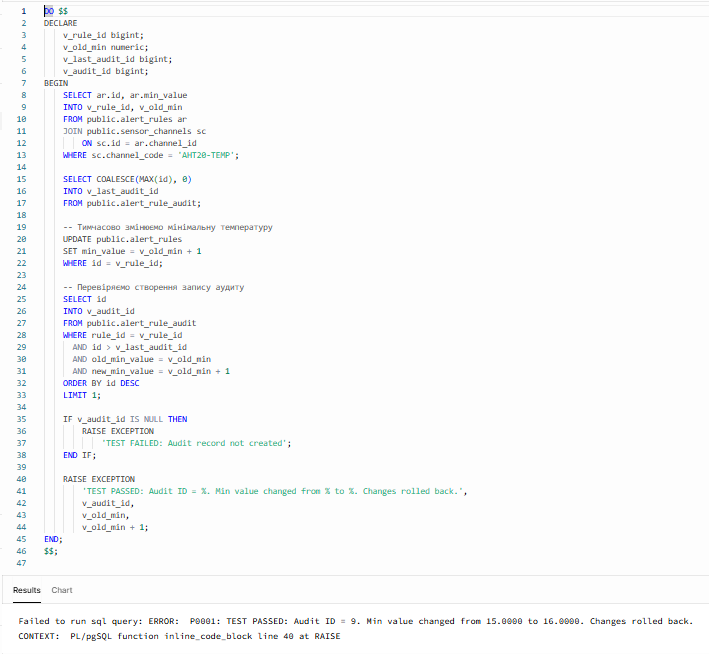 1 DO $$
2 DECLARE
3 v_rule_id bigint;
4 v_old_min numeric;
5 v_last_audit_id bigint;
6 v_audit_id bigint;
7 BEGIN
8 SELECT ar.id, ar.min_value
9 INTO v_rule_id, v_old_min
10 FROM public.alert_rules ar
11 JOIN public.sensor_channels sc
12 ON sc.id = ar.channel_id
13 WHERE sc.channel_code = 'AHT20-TEMP';
14
15 SELECT COALESCE(MAX(id), 0)
16 INTO v_last_audit_id
17 FROM public.alert_rule_audit;
18
19 -- Тимчасово змінюємо мінімальну температуру
20 UPDATE public.alert_rules
21 SET min_value = v_old_min + 1
22 WHERE id = v_rule_id;
23
24 -- Перевіряємо створення запису аудиту
25 SELECT id
26 INTO v_audit_id
27 FROM public.alert_rule_audit
28 WHERE rule_id = v_rule_id
29 AND id > v_last_audit_id
30 AND old_min_value = v_old_min
31 AND new_min_value = v_old_min + 1
32 ORDER BY id DESC
33 LIMIT 1;
34
35 IF v_audit_id IS NULL THEN
36 RAISE EXCEPTION
37 'TEST FAILED: Audit record not created';
38 END IF;
39
40 RAISE EXCEPTION
41 'TEST PASSED: Audit ID = %. Min value changed from % to %. Changes rolled back.',
42 v_audit_id,
43 v_old_min,
44 v_old_min + 1;
45 END;
46 $$;
47
Results Chart
Failed to run sql query: ERROR: P0001: TEST PASSED: Audit ID = 9. Min value changed from 15.0000 to 16.0000. Changes rolled back.
CONTEXT: PL/pgSQL function inline_code_block line 40 at RAISE